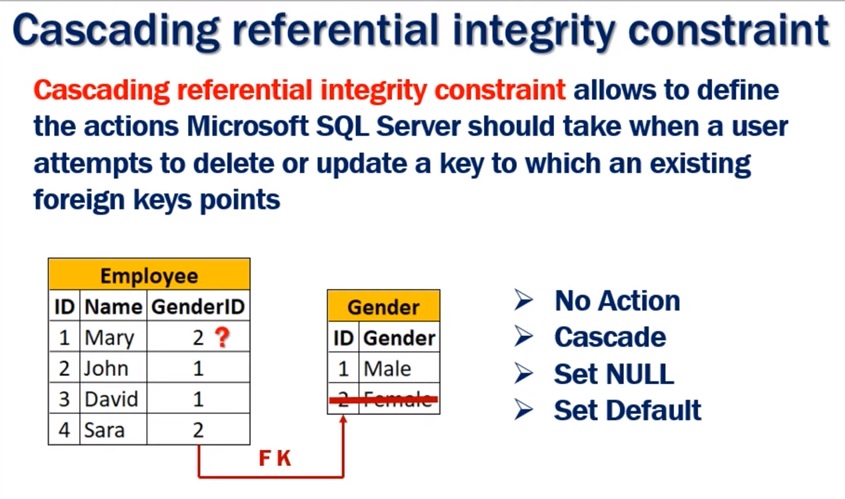 Cascading referential integrity constraint
Cascading referential integrity constraint allows to define
the actions Microsoft SQL Server should take when a user
attempts to delete or update a key to which an existing
foreign keys points
Employee
ID Name GenderID
1 Mary 2 ?
2 John 1
3 David 1
4 Sara 2
FK
Gender
ID Gender
1 Male
2 Female
No Action
Cascade
Set NULL
Set Default